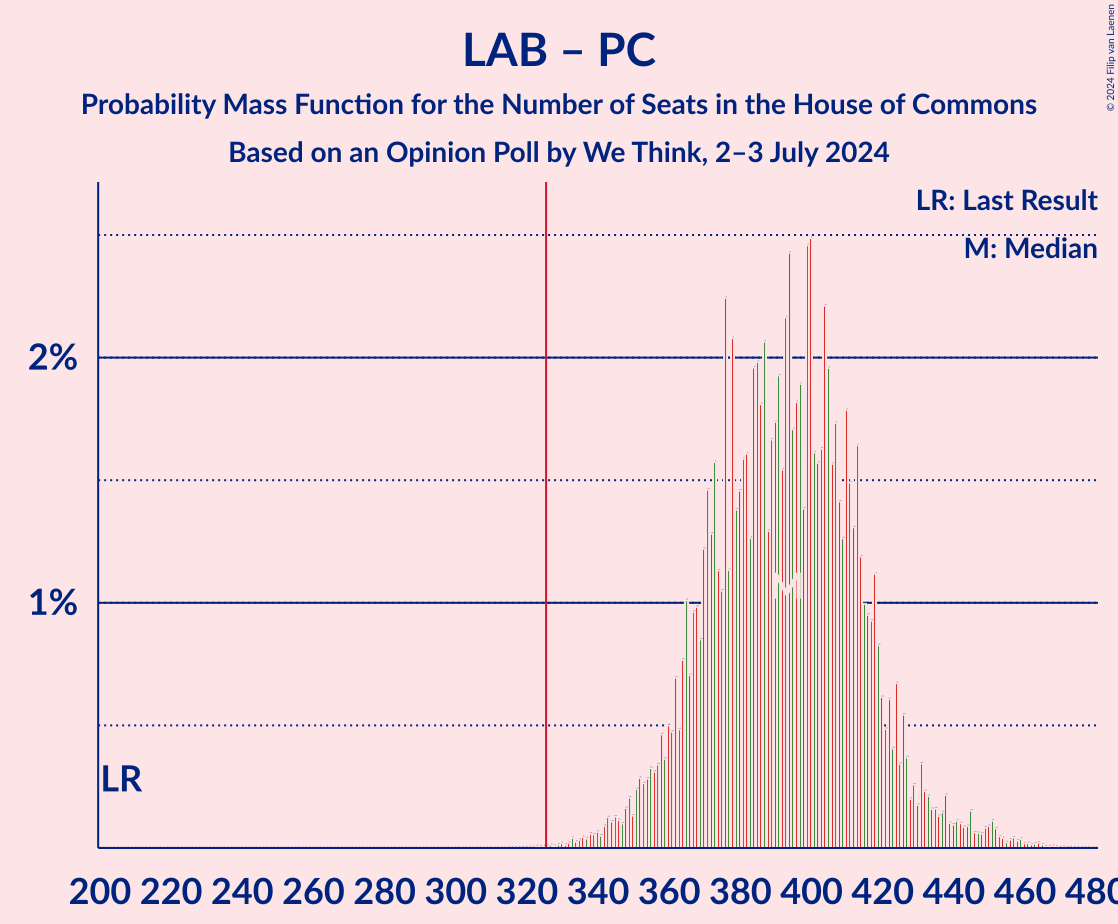 LAB – PC
Probability Mass Function for the Number of Seats in the House of Commons
Based on an Opinion Poll by We Think, 2–3 July 2024
© 2024 Filip van Laenen
LR: Last Result
M: Median
2%
1%
LR
M
200 220 240 260 280 300 320 340 360 380 400 420 440 460 480